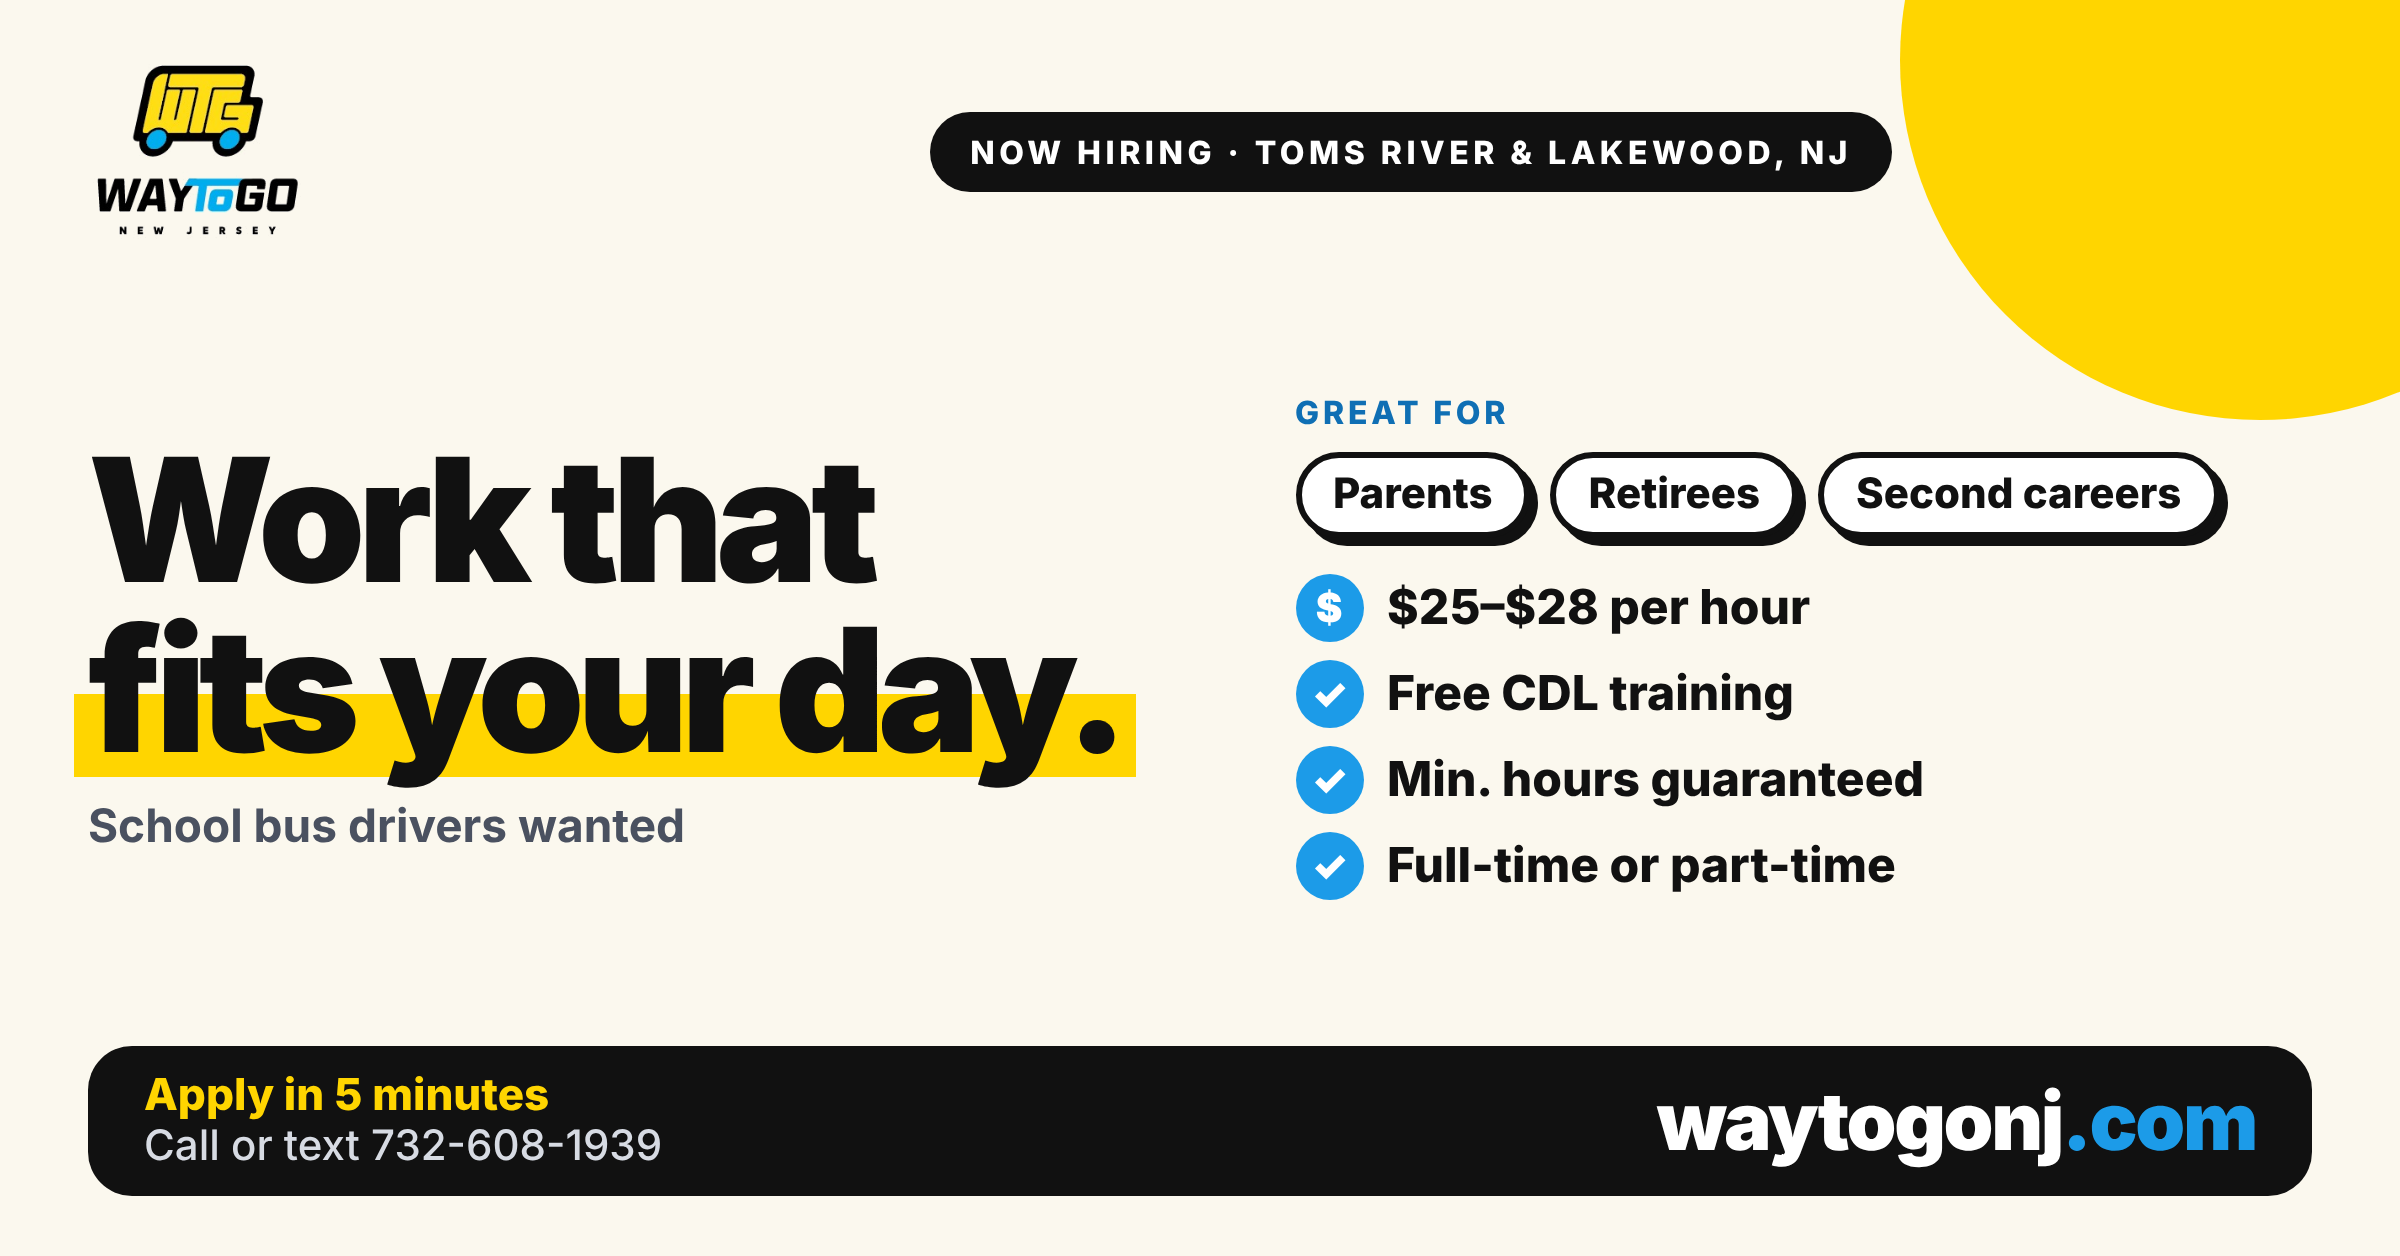 WTG
WAYToGO
NEW JERSEY
NOW HIRING · TOMS RIVER & LAKEWOOD, NJ
Work that
fits your day.
School bus drivers wanted
GREAT FOR
Parents
Retirees
Second careers
$ $25–$28 per hour
Free CDL training
Min. hours guaranteed
Full-time or part-time
Apply in 5 minutes
Call or text 732-608-1939
waytogonj.com